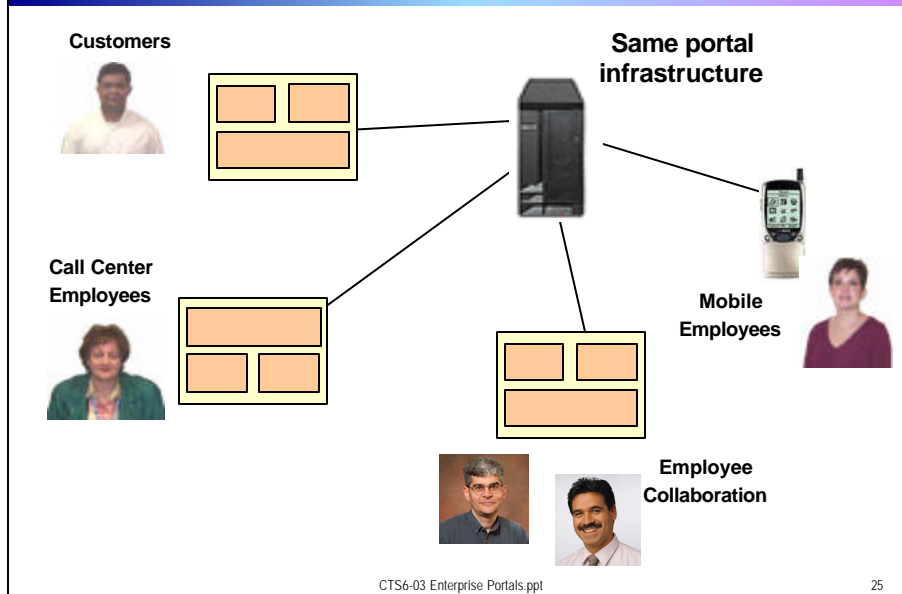 Customers
Same portal
infrastructure
Call Center
Employees
Mobile
Employees
Employee
Collaboration
CTS6-03 Enterprise Portals.ppt
25